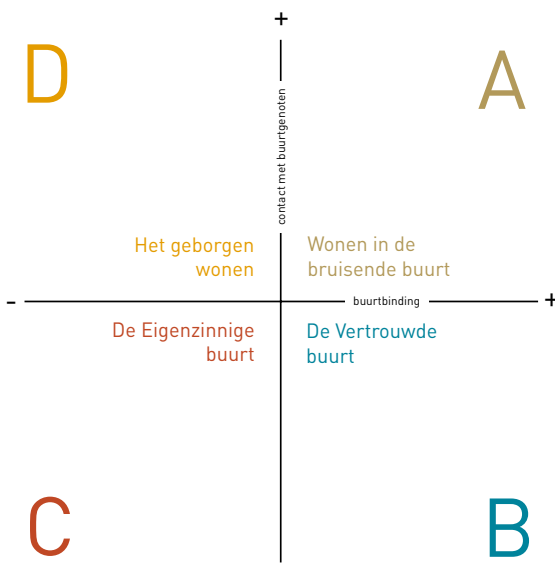 +
D
A
contact met buurtgenoten
Het geborgen
wonen
Wonen in de
bruisende buurt
-
buurtbinding
+
De Eigenzinnige
buurt
De Vertrouwde
buurt
C
B